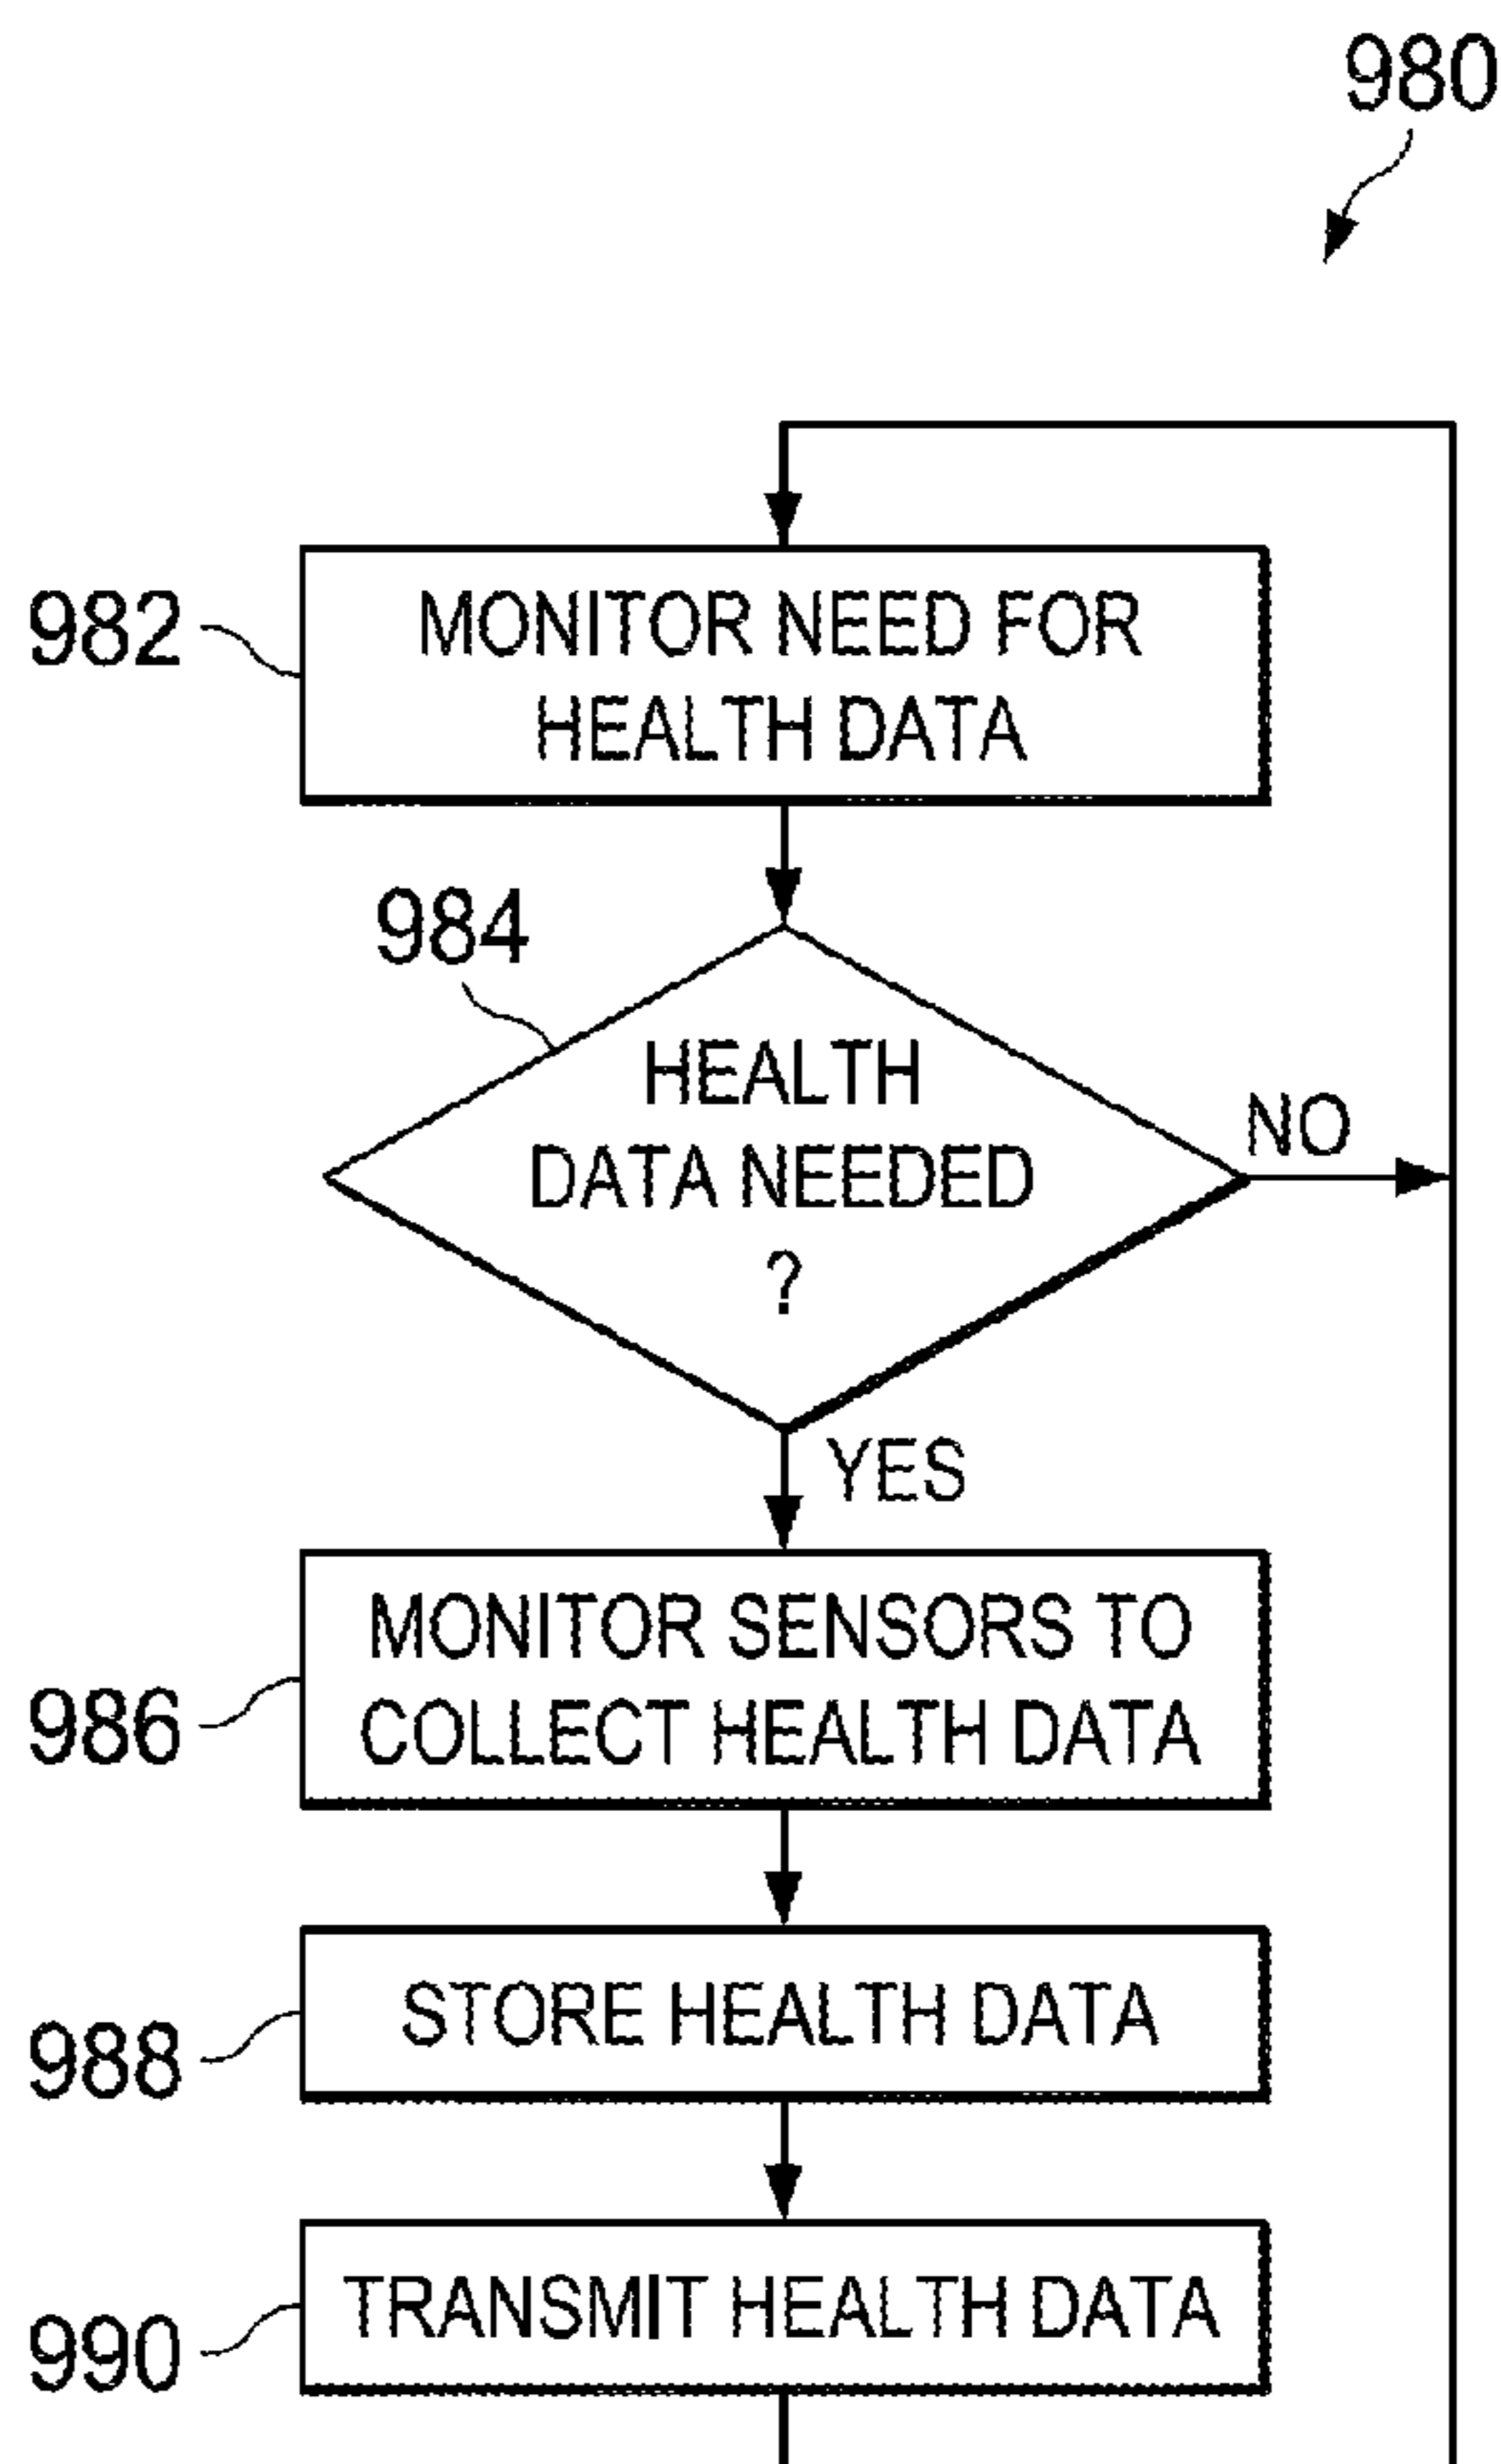 980
982
MONITOR NEED FOR
HEALTH DATA
984
HEALTH
DATA NEEDED
?
NO
YES
986
MONITOR SENSORS TO
COLLECT HEALTH DATA
988
STORE HEALTH DATA
990
TRANSMIT HEALTH DATA